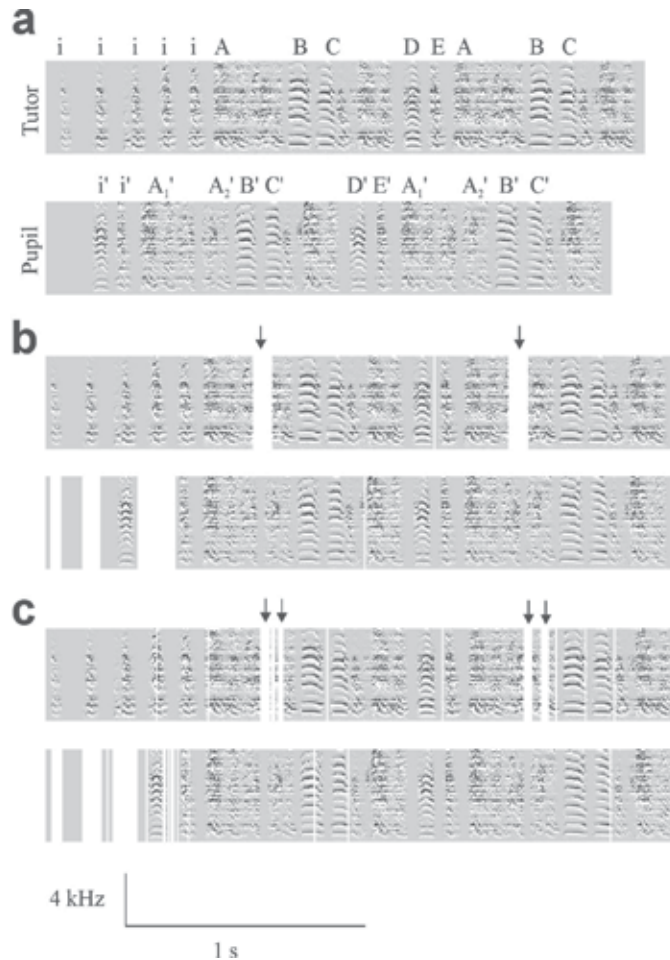 a
i i i i i A B C D E A B C
Tutor
i' i' A₁' A₂' B' C' D' E' A₁' A₂' B' C'
Pupil
b
c
4 kHz
1 s